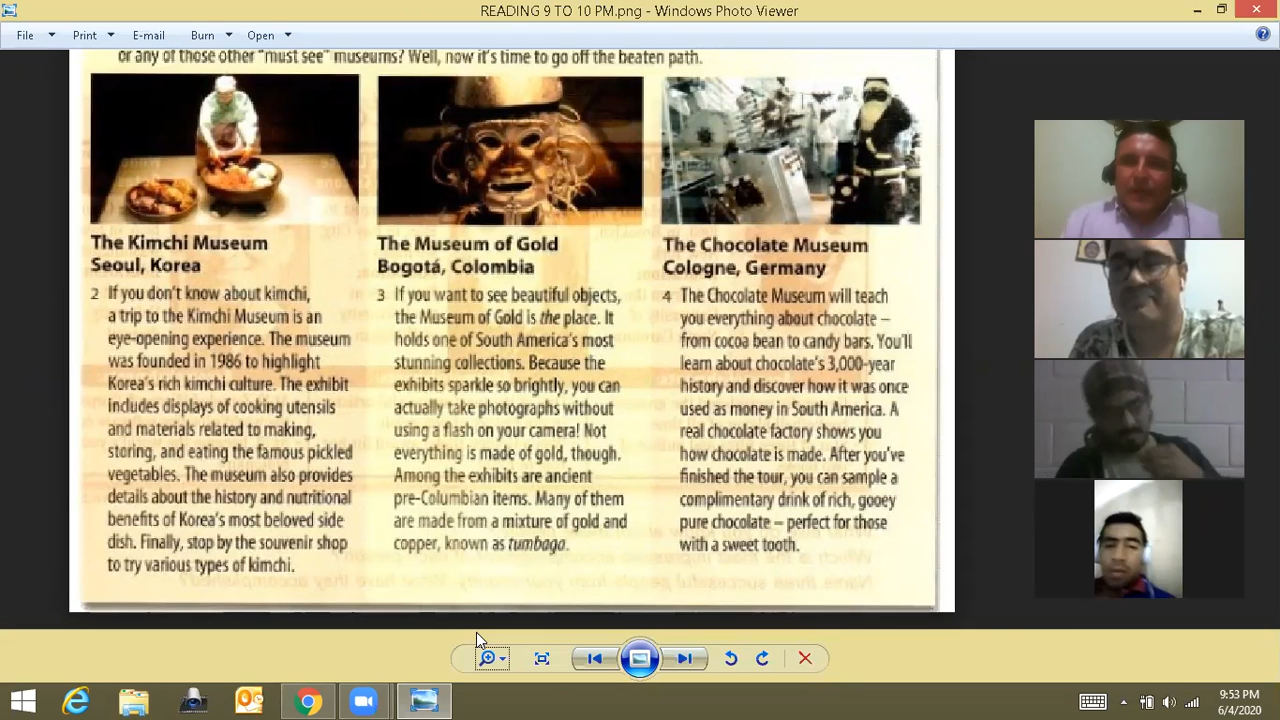 READING 9 TO 10 PM.png - Windows Photo Viewer
File Print E-mail Burn Open
or any of those other "must see" museums? Well, now it's time to go off the beaten path.
The Kimchi Museum
Seoul, Korea
2 If you don't know about kimchi,
a trip to the Kimchi Museum is an
eye-opening experience. The museum
was founded in 1986 to highlight
Korea's rich kimchi culture. The exhibit
includes displays of cooking utensils
and materials related to making,
storing, and eating the famous pickled
vegetables. The museum also provides
details about the history and nutritional
benefits of Korea's most beloved side
dish. Finally, stop by the souvenir shop
to try various types of kimchi.
The Museum of Gold
Bogotá, Colombia
3 If you want to see beautiful objects,
the Museum of Gold is the place. It
holds one of South America's most
stunning collections. Because the
exhibits sparkle so brightly, you can
actually take photographs without
using a flash on your camera! Not
everything is made of gold, though.
Among the exhibits are ancient
pre-Columbian items. Many of them
are made from a mixture of gold and
copper, known as tumbaga.
The Chocolate Museum
Cologne, Germany
4 The Chocolate Museum will teach
you everything about chocolate –
from cocoa bean to candy bars. You'll
learn about chocolate's 3,000-year
history and discover how it was once
used as money in South America. A
real chocolate factory shows you
how chocolate is made. After you've
finished the tour, you can sample a
complimentary drink of rich, gooey
pure chocolate – perfect for those
with a sweet tooth.
9:53 PM
6/4/2020